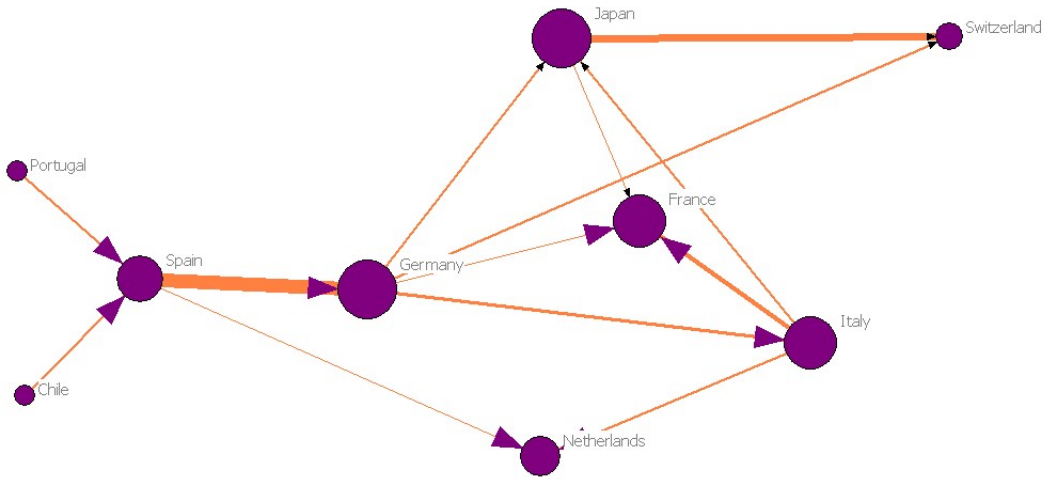 Japan
Switzerland
Portugal
France
Spain
Germany
Italy
Chile
Netherlands